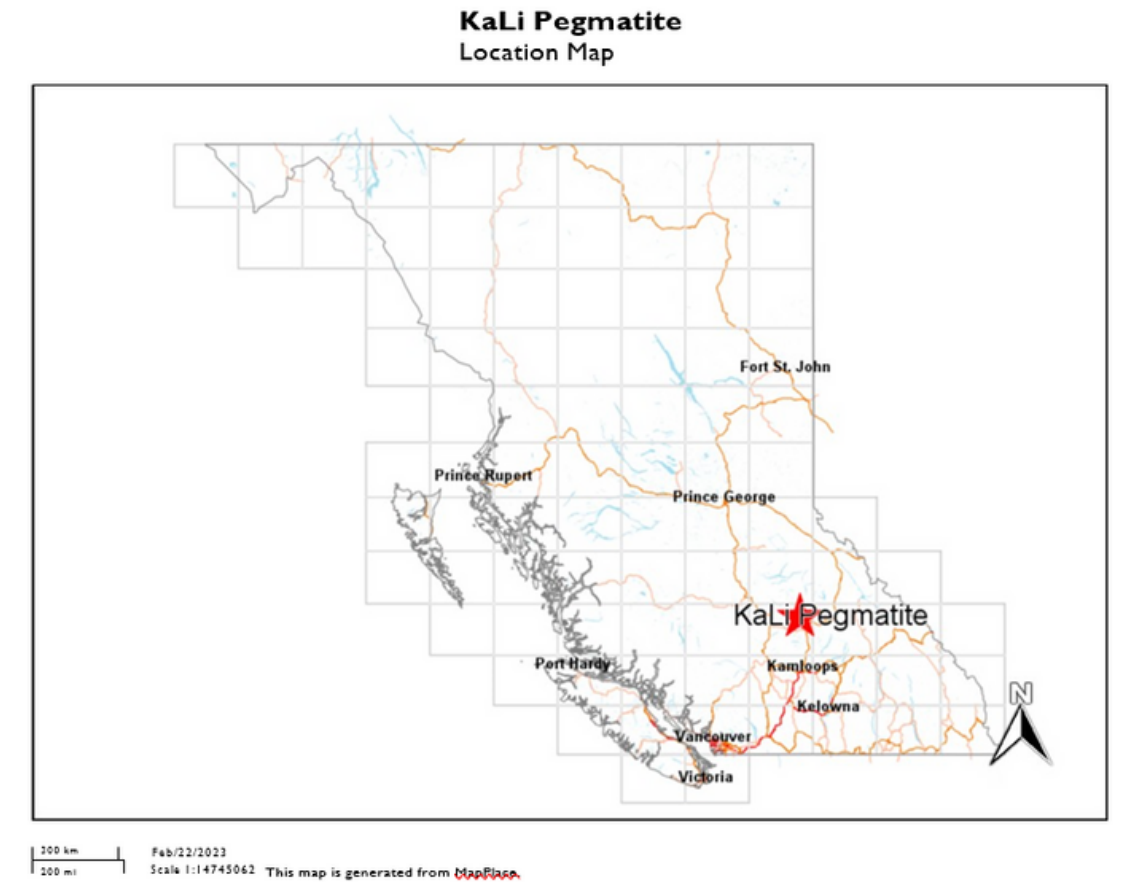 KaLi Pegmatite
Location Map
Fort St. John
Prince Rupert
Prince George
KaLi Pegmatite
Port Hardy
Kamloops
N
Kelowna
Vancouver
Victoria
300 km
200 mi
Feb/22/2023
Scale 1:14745062
This map is generated from MapPlace.